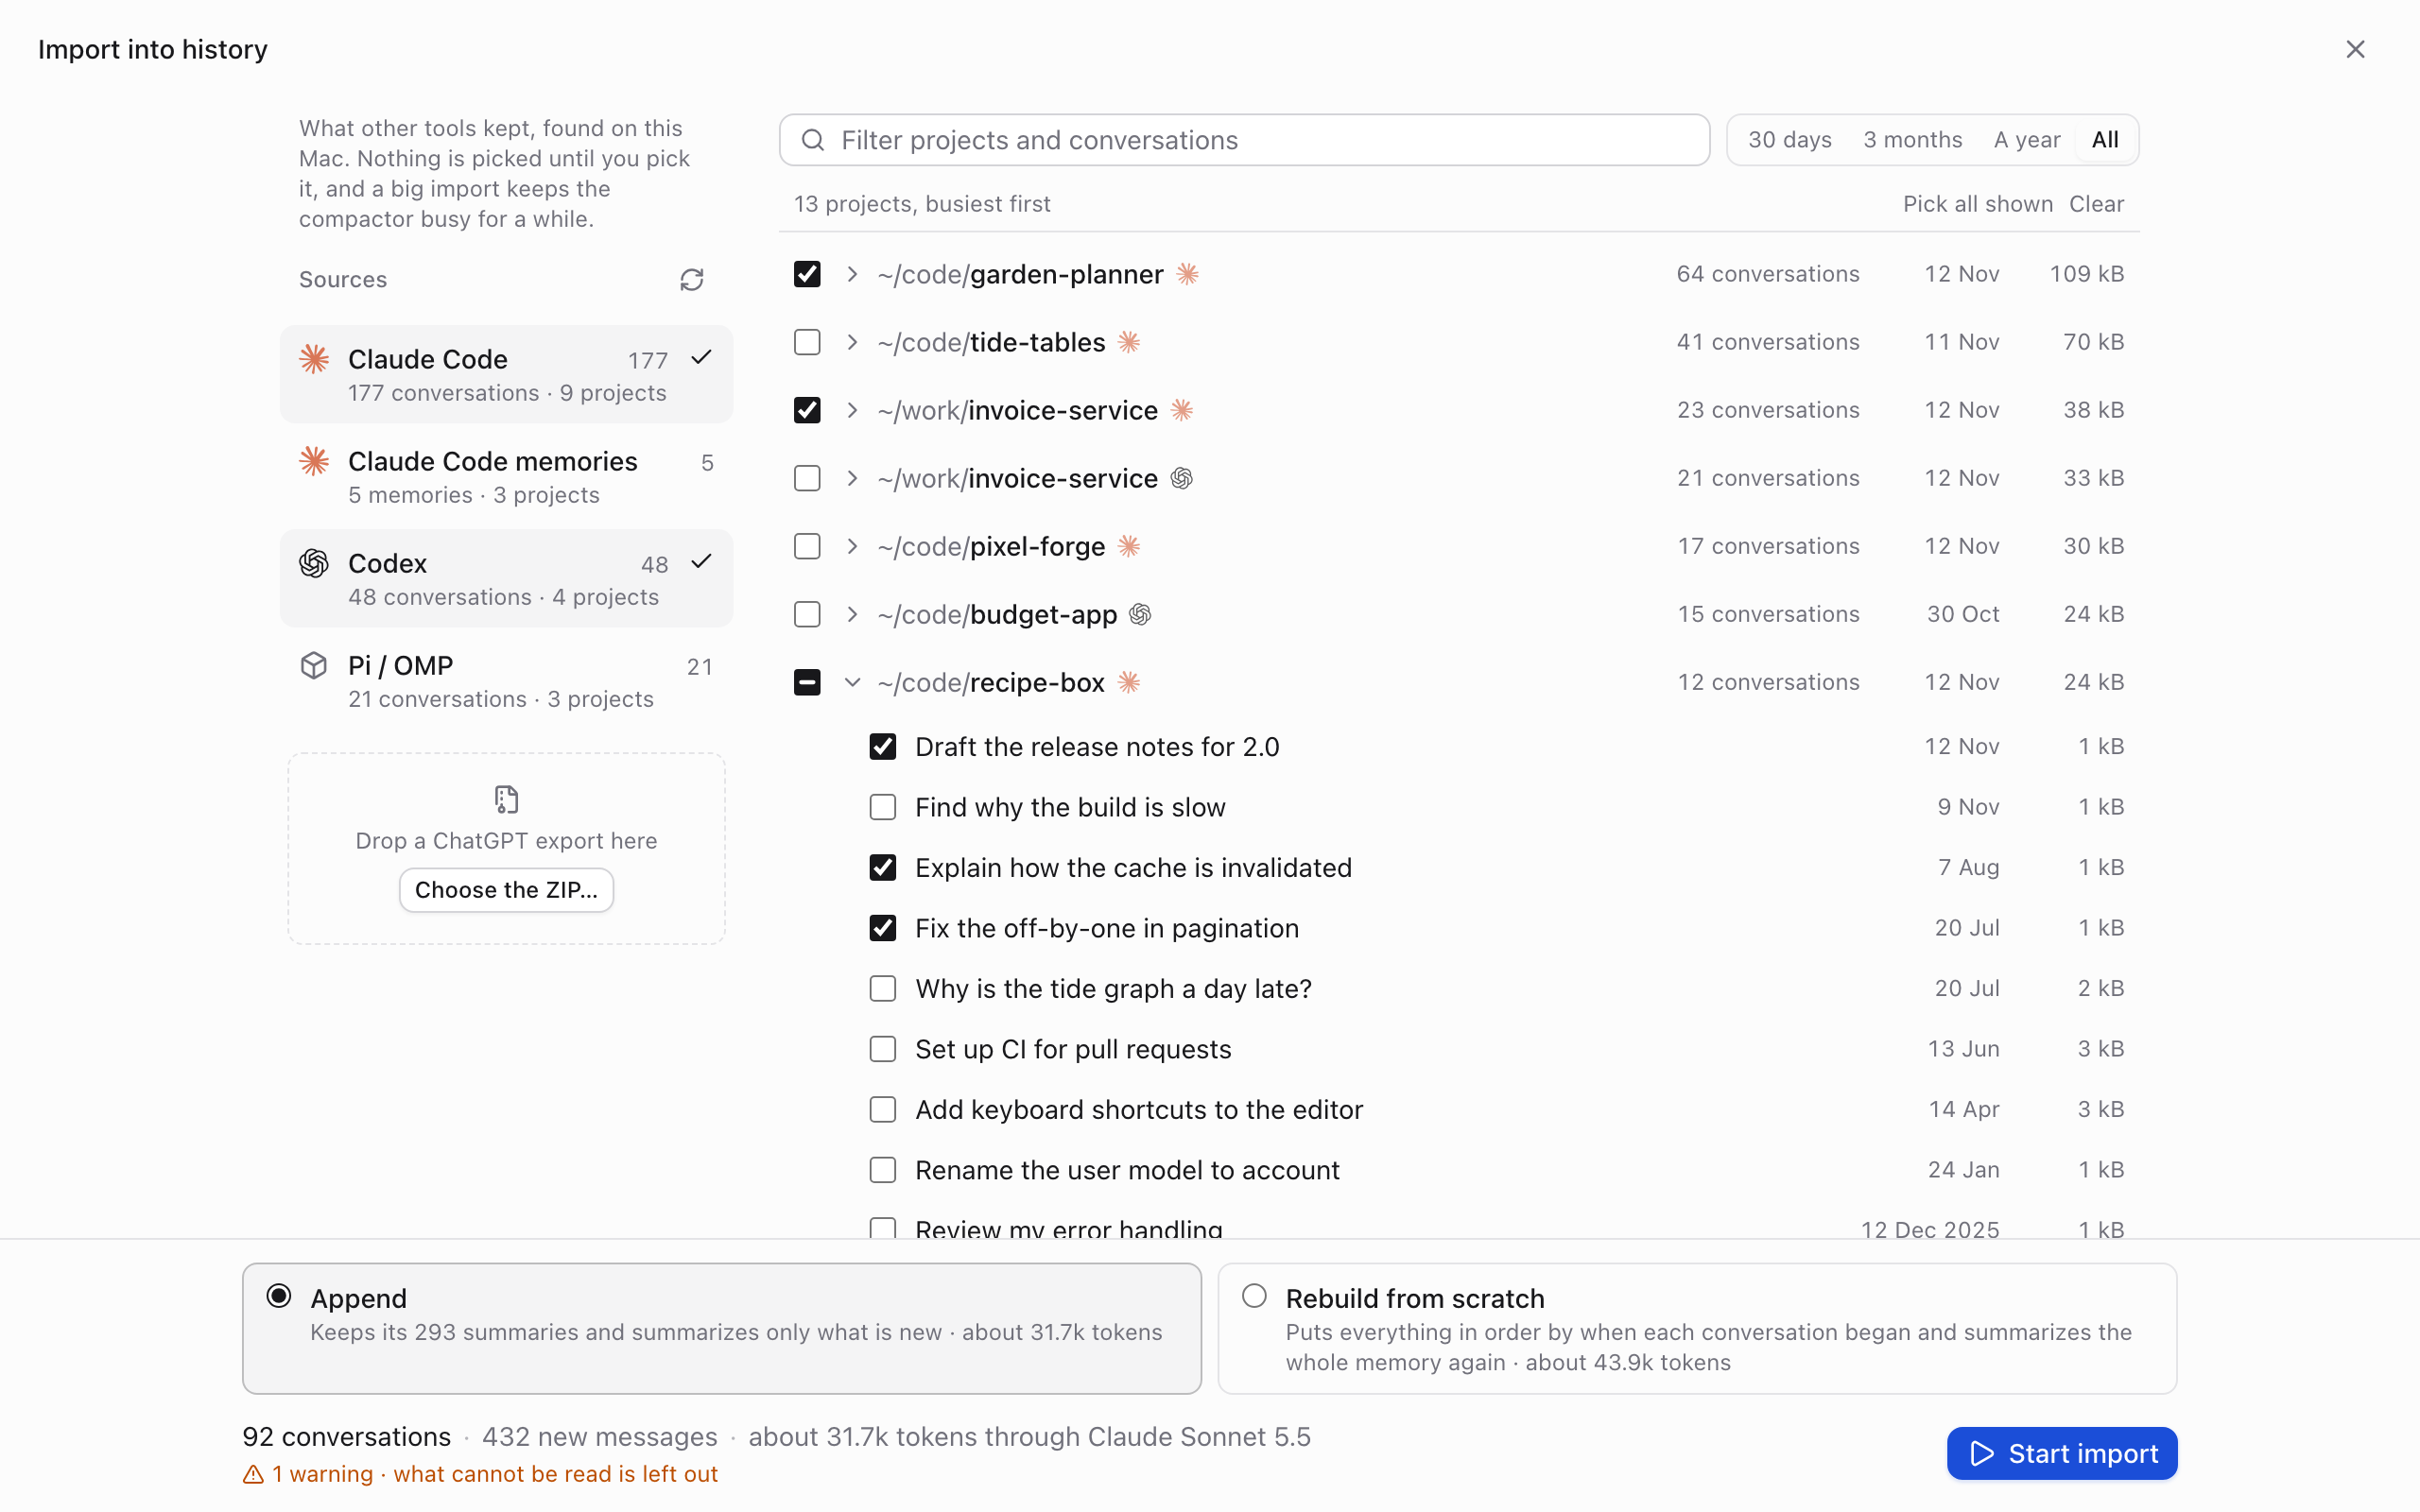 Import into history
What other tools kept, found on this
Mac. Nothing is picked until you pick
it, and a big import keeps the
compactor busy for a while.
Sources
Claude Code 177
177 conversations · 9 projects
Claude Code memories 5
5 memories · 3 projects
Codex 48
48 conversations · 4 projects
Pi / OMP 21
21 conversations · 3 projects
Drop a ChatGPT export here
Choose the ZIP...
Filter projects and conversations
30 days 3 months A year All
13 projects, busiest first Pick all shown Clear
~/code/garden-planner 64 conversations 12 Nov 109 kB
~/code/tide-tables 41 conversations 11 Nov 70 kB
~/work/invoice-service 23 conversations 12 Nov 38 kB
~/work/invoice-service 21 conversations 12 Nov 33 kB
~/code/pixel-forge 17 conversations 12 Nov 30 kB
~/code/budget-app 15 conversations 30 Oct 24 kB
~/code/recipe-box 12 conversations 12 Nov 24 kB
Draft the release notes for 2.0 12 Nov 1 kB
Find why the build is slow 9 Nov 1 kB
Explain how the cache is invalidated 7 Aug 1 kB
Fix the off-by-one in pagination 20 Jul 1 kB
Why is the tide graph a day late? 20 Jul 2 kB
Set up CI for pull requests 13 Jun 3 kB
Add keyboard shortcuts to the editor 14 Apr 3 kB
Rename the user model to account 24 Jan 1 kB
Review my error handling 12 Dec 2025 1 kB
Append
Keeps its 293 summaries and summarizes only what is new · about 31.7k tokens
Rebuild from scratch
Puts everything in order by when each conversation began and summarizes the
whole memory again · about 43.9k tokens
92 conversations · 432 new messages · about 31.7k tokens through Claude Sonnet 5.5
1 warning · what cannot be read is left out
Start import